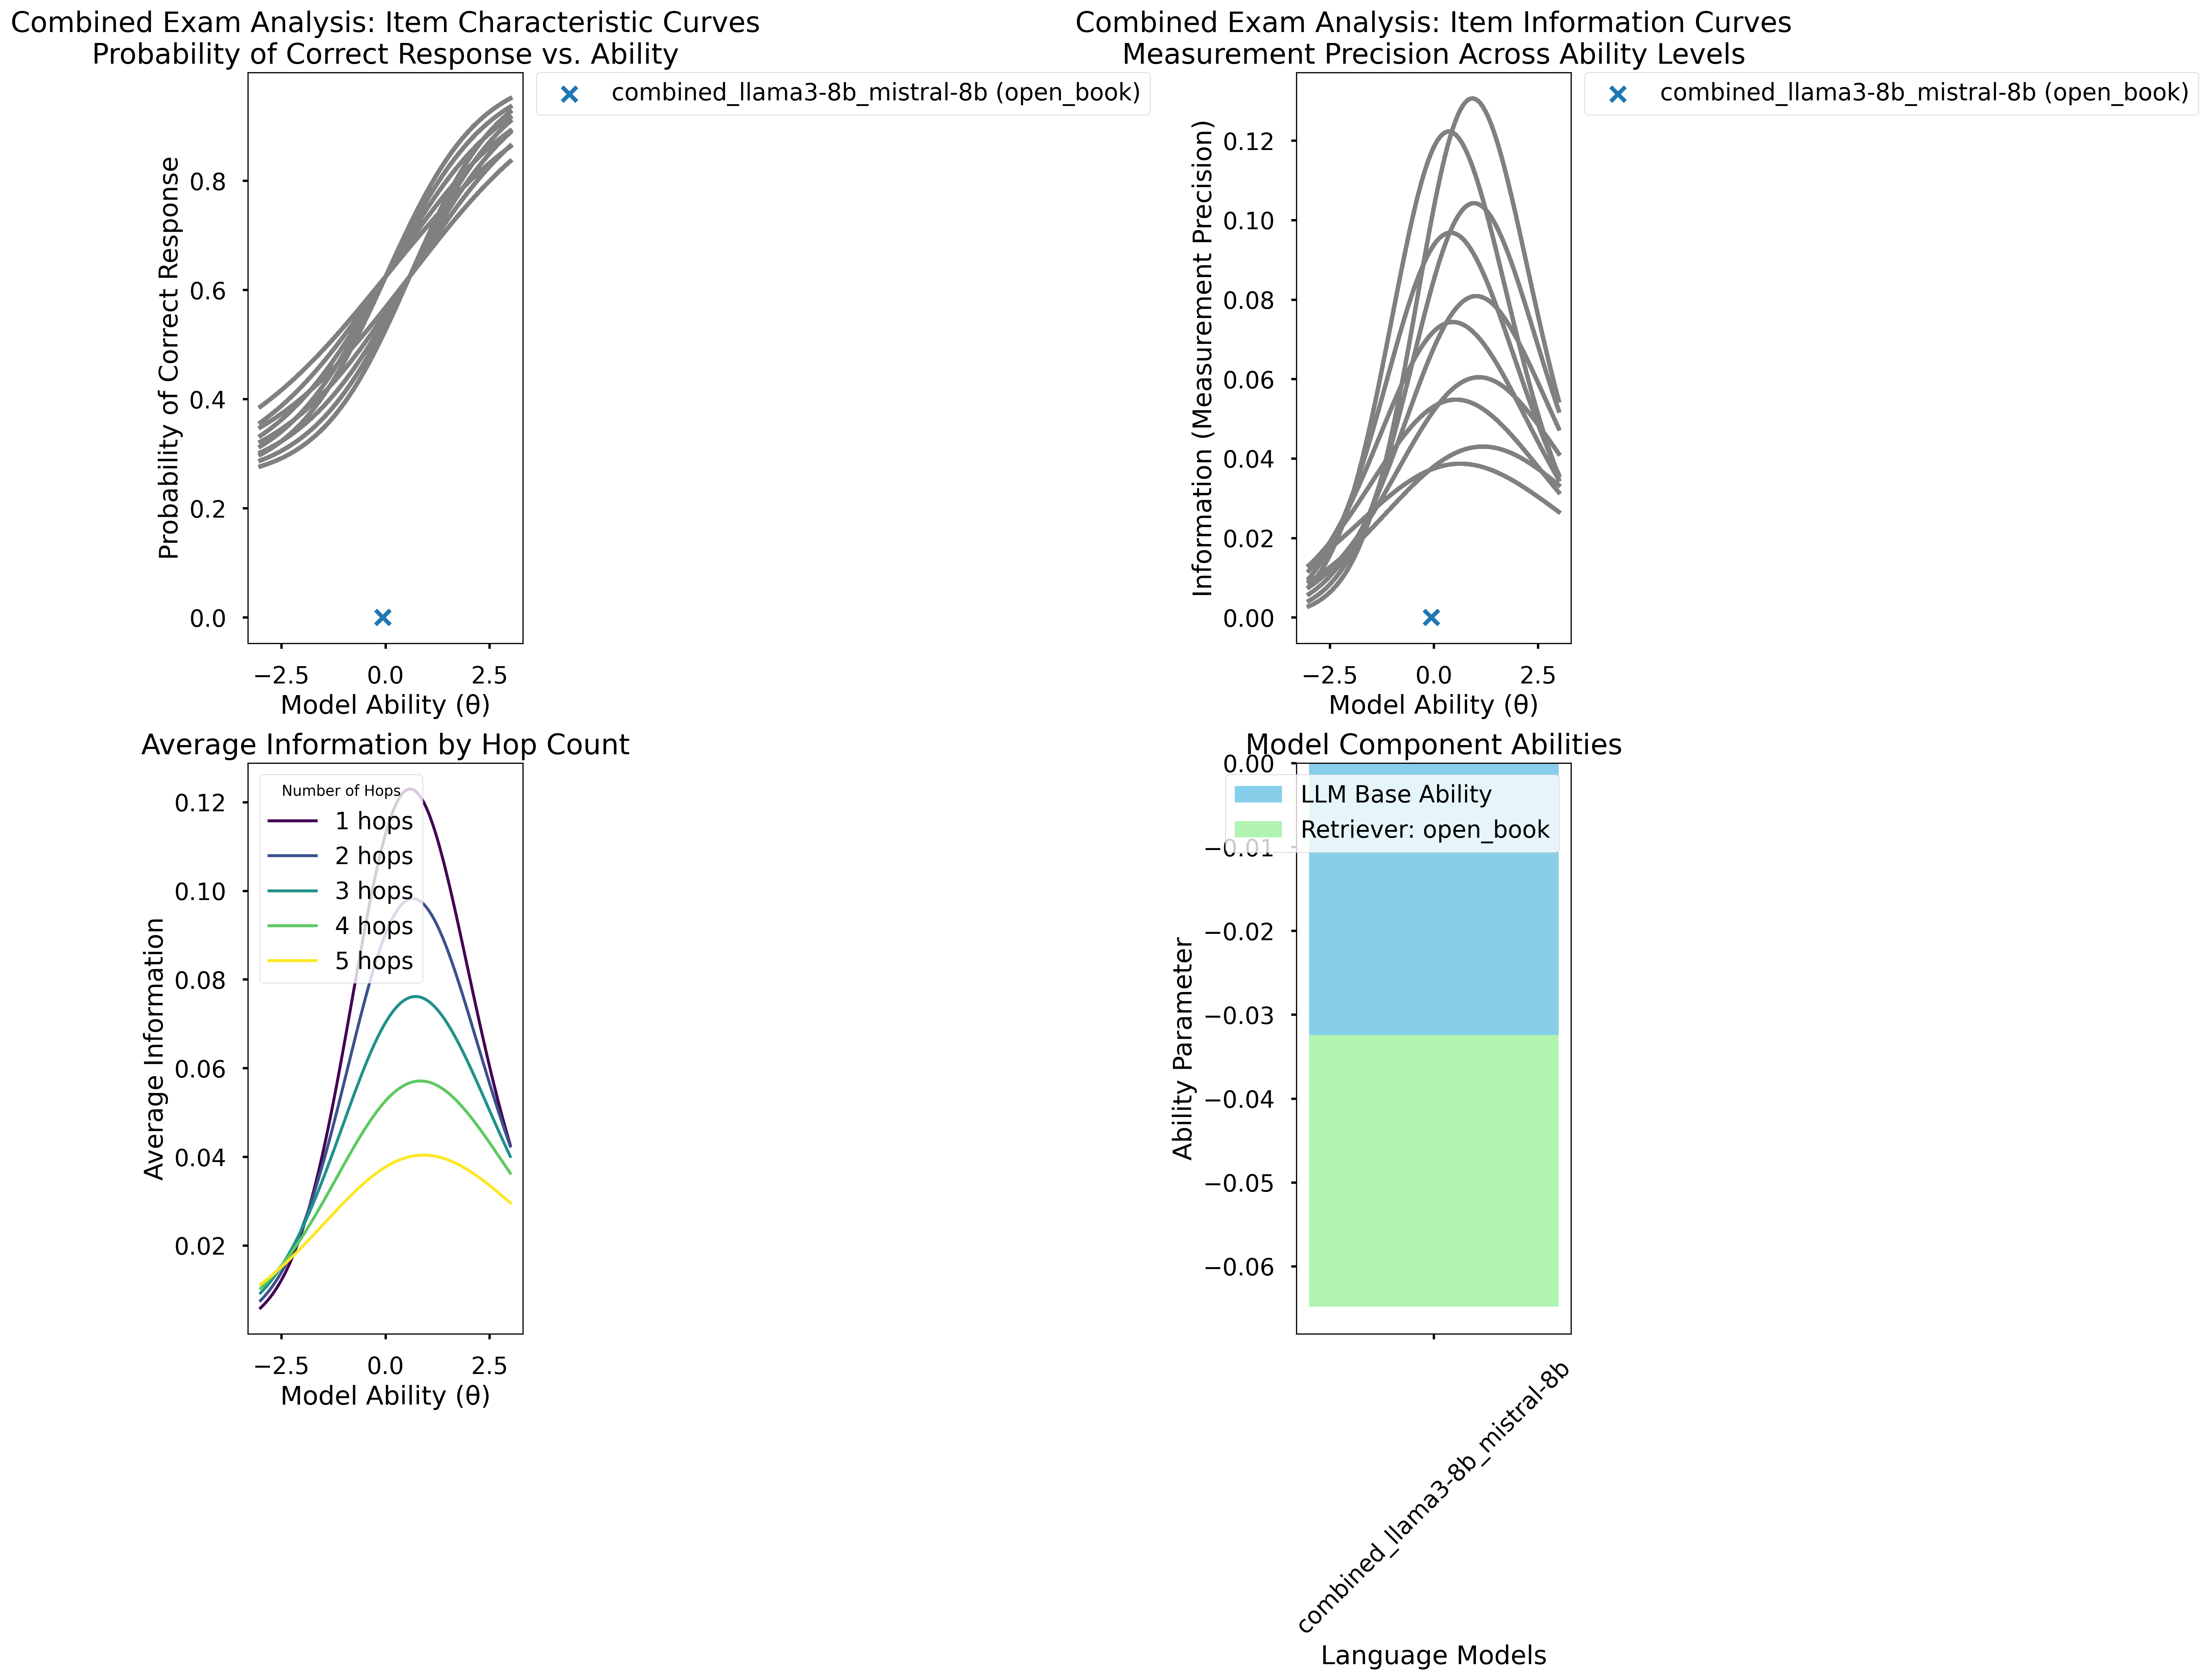 Combined Exam Analysis: Item Characteristic Curves
Probability of Correct Response vs. Ability
combined_llama3-8b_mistral-8b (open_book)
Probability of Correct Response
0.8
0.6
0.4
0.2
0.0
−2.5
0.0
2.5
Model Ability (θ)
Combined Exam Analysis: Item Information Curves
Measurement Precision Across Ability Levels
combined_llama3-8b_mistral-8b (open_book)
Information (Measurement Precision)
0.12
0.10
0.08
0.06
0.04
0.02
0.00
−2.5
0.0
2.5
Model Ability (θ)
Average Information by Hop Count
Number of Hops
1 hops
2 hops
3 hops
4 hops
5 hops
Average Information
0.12
0.10
0.08
0.06
0.04
0.02
−2.5
0.0
2.5
Model Ability (θ)
Model Component Abilities
LLM Base Ability
Retriever: open_book
Ability Parameter
0.00
−0.01
−0.02
−0.03
−0.04
−0.05
−0.06
combined_llama3-8b_mistral-8b
Language Models